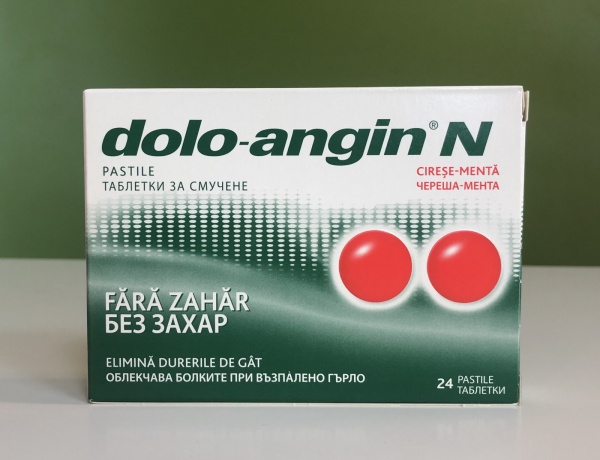 dolo-angin® N
PASTILE
ТАБЛЕТКИ ЗА СМУЧЕНЕ
CIREȘE-MENTĂ
ЧЕРЕША-МЕНТА
FĂRĂ ZAHĂR
БЕЗ ЗАХАР
ELIMINĂ DURERILE DE GÂT
ОБЛЕКЧАВА БОЛКИТЕ ПРИ ВЪЗПАЛЕНО ГЪРЛО
24 PASTILE
ТАБЛЕТКИ